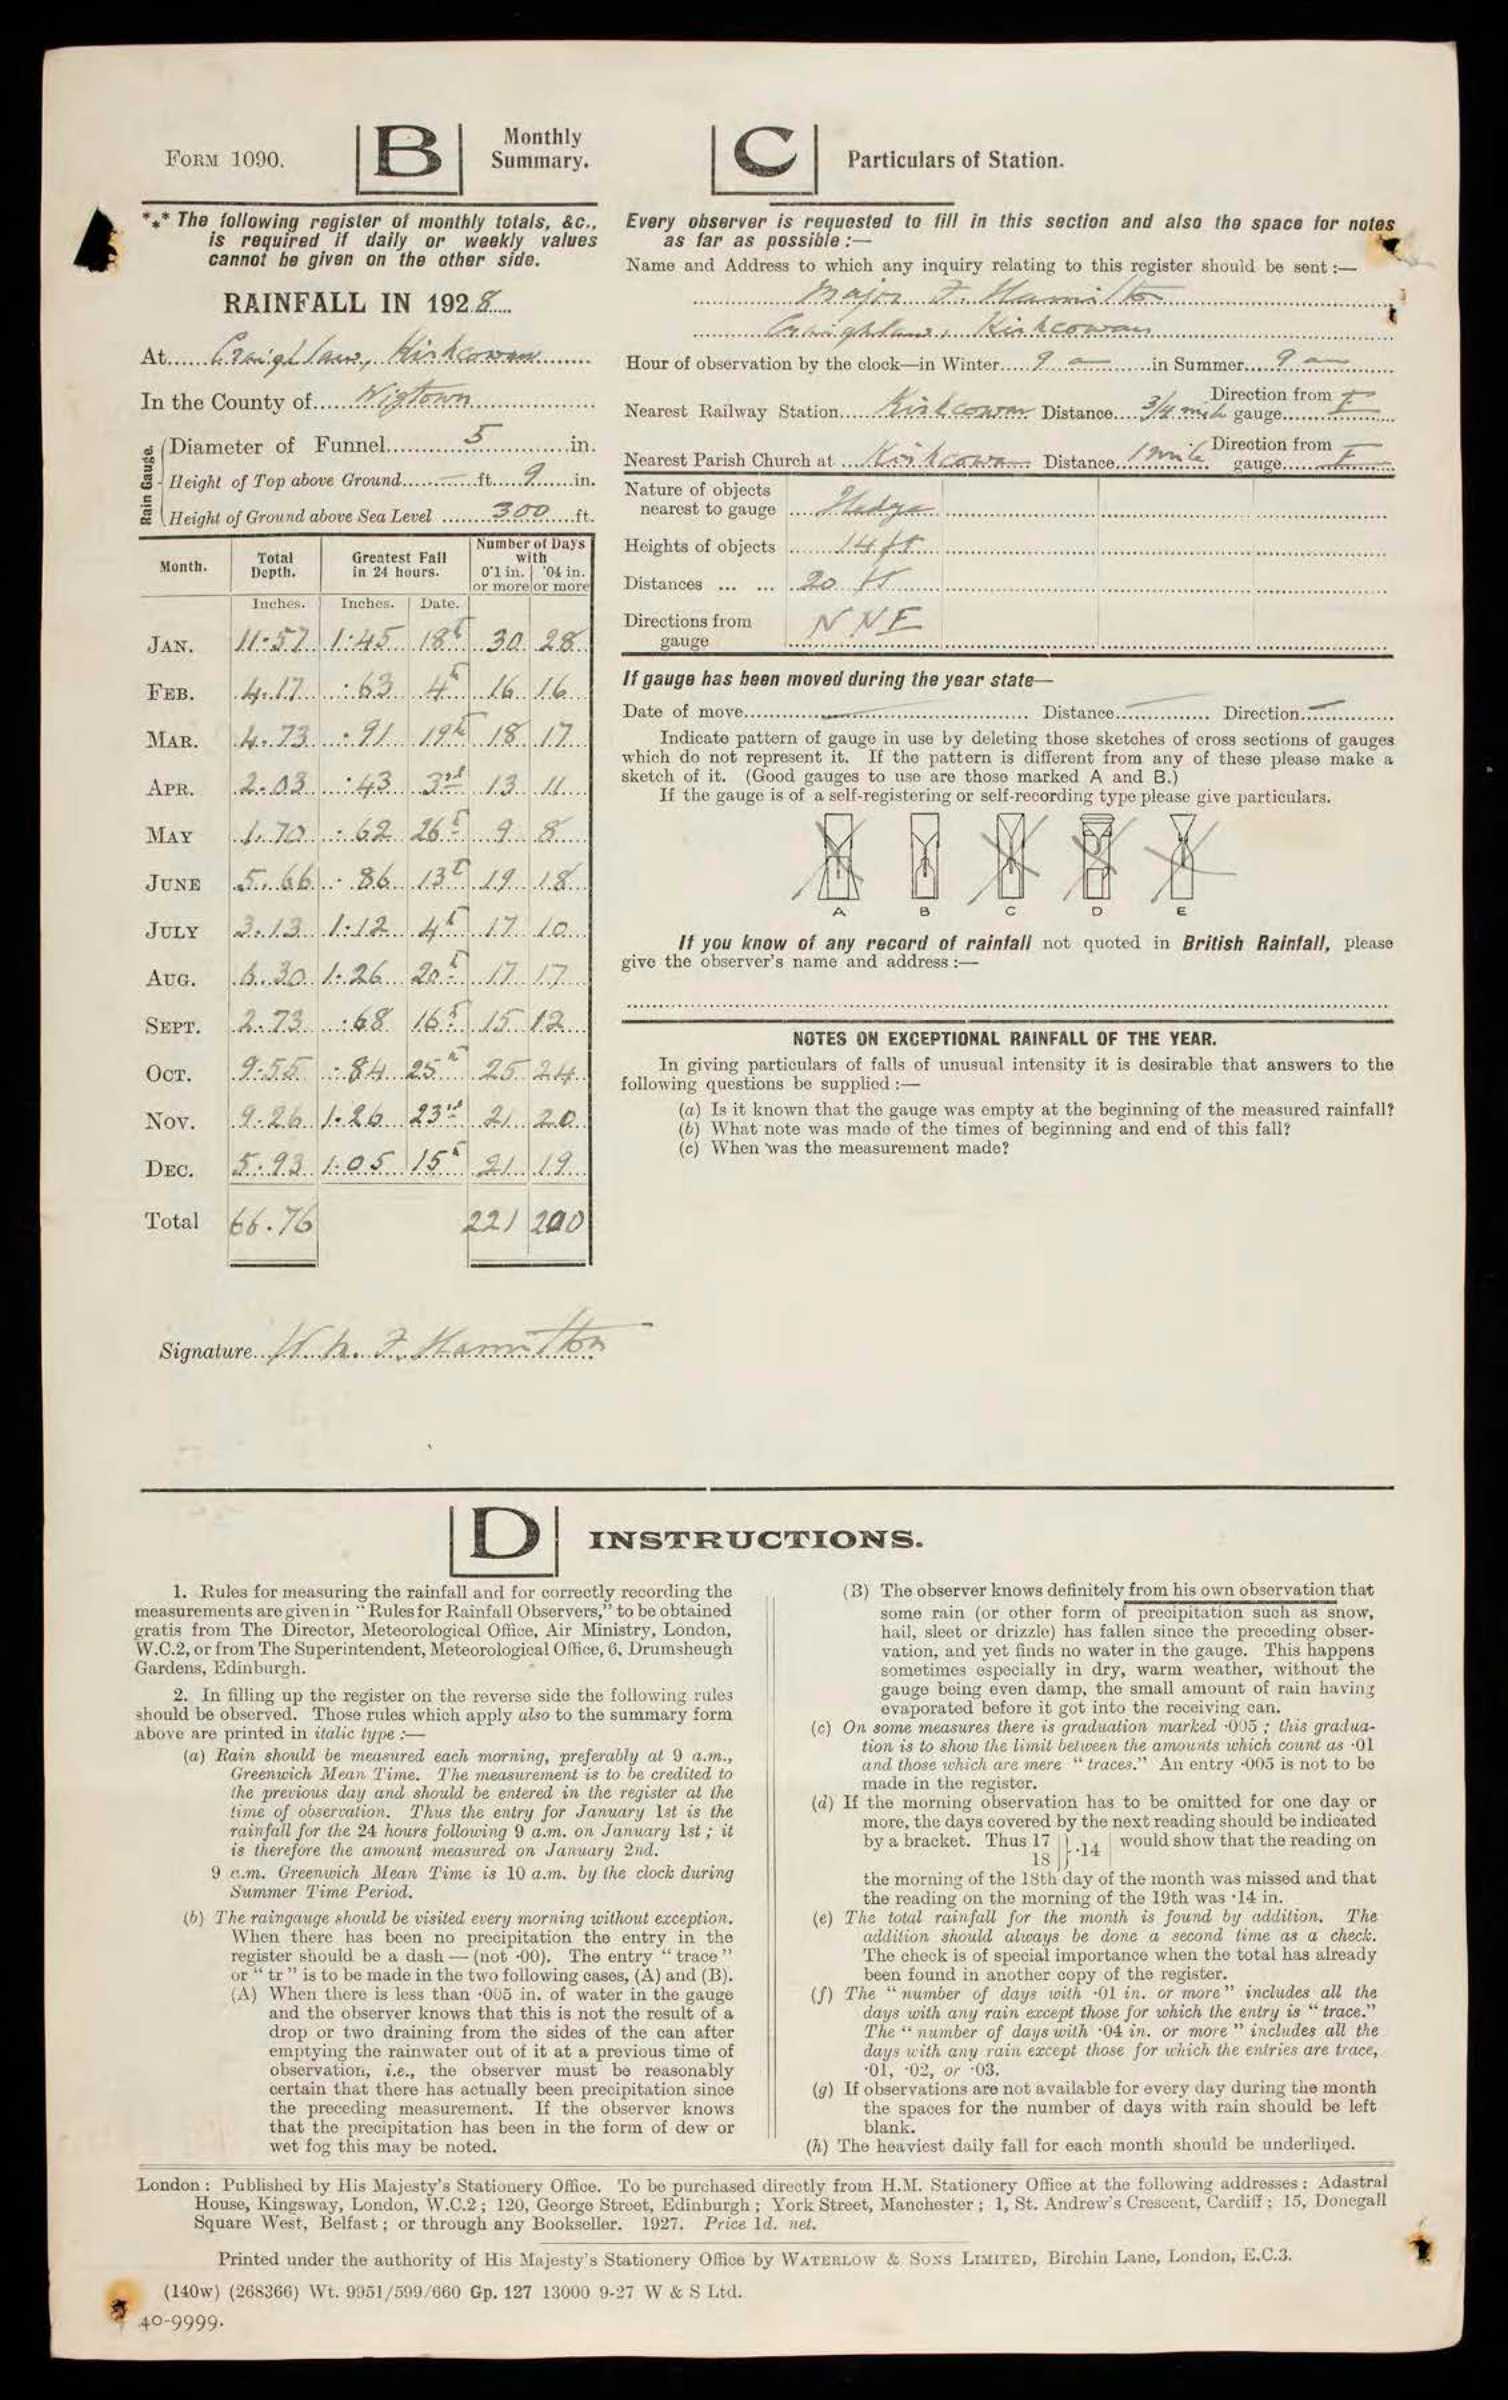 FORM 1090.
B
Monthly Summary.
*** The following register of monthly totals, &c.,
is required if daily or weekly values
cannot be given on the other side.
RAINFALL IN 1928
At Craighlaw, Kirkcowan
In the County of Wigtown
Rain Gauge.
Diameter of Funnel 5 in.
Height of Top above Ground — ft. 9 in.
Height of Ground above Sea Level 300 ft.
Month. Total Depth. Greatest Fall in 24 hours. Number of Days with
0'1 in. or more '04 in. or more
Inches. Inches. Date.
JAN. 11.57 1.45 18th 30 28
FEB. 4.17 .63 4th 16 16
MAR. 4.73 .91 19th 18 17
APR. 2.03 .43 3rd 13 11
MAY 1.70 .62 26th 9 8
JUNE 5.66 .86 13th 19 18
JULY 3.13 1.12 4th 17 10
AUG. 6.30 1.26 20th 17 17
SEPT. 2.73 .68 16th 15 12
OCT. 9.55 .84 25th 25 24
NOV. 9.26 1.26 23rd 21 20
DEC. 5.93 1.05 15th 21 19
Total 66.76 221 200
Signature Wm. F. Hamilton
C
Particulars of Station.
Every observer is requested to fill in this section and also the space for notes
as far as possible :—
Name and Address to which any inquiry relating to this register should be sent :—
Major F. Hamilton
Craighlaw, Kirkcowan
Hour of observation by the clock—in Winter 9 a in Summer 9 a
Nearest Railway Station Kirkcowan Distance 3/4 mile Direction from gauge E
Nearest Parish Church at Kirkcowan Distance 1 mile Direction from gauge E
Nature of objects nearest to gauge Hedge
Heights of objects 14 ft
Distances ... ... 20 ft
Directions from gauge NNE
If gauge has been moved during the year state—
Date of move — Distance — Direction —
Indicate pattern of gauge in use by deleting those sketches of cross sections of gauges
which do not represent it. If the pattern is different from any of these please make a
sketch of it. (Good gauges to use are those marked A and B.)
If the gauge is of a self-registering or self-recording type please give particulars.
A B C D E
If you know of any record of rainfall not quoted in British Rainfall, please
give the observer's name and address :—
NOTES ON EXCEPTIONAL RAINFALL OF THE YEAR.
In giving particulars of falls of unusual intensity it is desirable that answers to the
following questions be supplied :—
(a) Is it known that the gauge was empty at the beginning of the measured rainfall?
(b) What note was made of the times of beginning and end of this fall?
(c) When was the measurement made?
D
INSTRUCTIONS.
1. Rules for measuring the rainfall and for correctly recording the
measurements are given in "Rules for Rainfall Observers," to be obtained
gratis from The Director, Meteorological Office, Air Ministry, London,
W.C.2, or from The Superintendent, Meteorological Office, 6, Drumsheugh
Gardens, Edinburgh.
2. In filling up the register on the reverse side the following rules
should be observed. Those rules which apply also to the summary form
above are printed in italic type :—
(a) Rain should be measured each morning, preferably at 9 a.m.,
Greenwich Mean Time. The measurement is to be credited to
the previous day and should be entered in the register at the
time of observation. Thus the entry for January 1st is the
rainfall for the 24 hours following 9 a.m. on January 1st ; it
is therefore the amount measured on January 2nd.
9 a.m. Greenwich Mean Time is 10 a.m. by the clock during
Summer Time Period.
(b) The raingauge should be visited every morning without exception.
When there has been no precipitation the entry in the
register should be a dash — (not ·00). The entry "trace"
or "tr" is to be made in the two following cases, (A) and (B).
(A) When there is less than ·005 in. of water in the gauge
and the observer knows that this is not the result of a
drop or two draining from the sides of the can after
emptying the rainwater out of it at a previous time of
observation, i.e., the observer must be reasonably
certain that there has actually been precipitation since
the preceding measurement. If the observer knows
that the precipitation has been in the form of dew or
wet fog this may be noted.
(B) The observer knows definitely from his own observation that
some rain (or other form of precipitation such as snow,
hail, sleet or drizzle) has fallen since the preceding obser-
vation, and yet finds no water in the gauge. This happens
sometimes especially in dry, warm weather, without the
gauge being even damp, the small amount of rain having
evaporated before it got into the receiving can.
(c) On some measures there is graduation marked ·005 ; this gradua-
tion is to show the limit between the amounts which count as ·01
and those which are mere "traces." An entry ·005 is not to be
made in the register.
(d) If the morning observation has to be omitted for one day or
more, the days covered by the next reading should be indicated
by a bracket. Thus 17 18 } ·14 would show that the reading on
the morning of the 18th day of the month was missed and that
the reading on the morning of the 19th was ·14 in.
(e) The total rainfall for the month is found by addition. The
addition should always be done a second time as a check.
The check is of special importance when the total has already
been found in another copy of the register.
(f) The "number of days with ·01 in. or more" includes all the
days with any rain except those for which the entry is "trace."
The "number of days with ·04 in. or more" includes all the
days with any rain except those for which the entries are trace,
·01, ·02, or ·03.
(g) If observations are not available for every day during the month
the spaces for the number of days with rain should be left
blank.
(h) The heaviest daily fall for each month should be underlined.
London : Published by His Majesty's Stationery Office. To be purchased directly from H.M. Stationery Office at the following addresses : Adastral
House, Kingsway, London, W.C.2 ; 120, George Street, Edinburgh ; York Street, Manchester ; 1, St. Andrew's Crescent, Cardiff ; 15, Donegall
Square West, Belfast ; or through any Bookseller. 1927. Price 1d. net.
Printed under the authority of His Majesty's Stationery Office by WATERLOW & SONS LIMITED, Birchin Lane, London, E.C.3.
(140w) (268366) Wt. 9951/599/660 Gp. 127 13000 9-27 W & S Ltd.
40-9999.